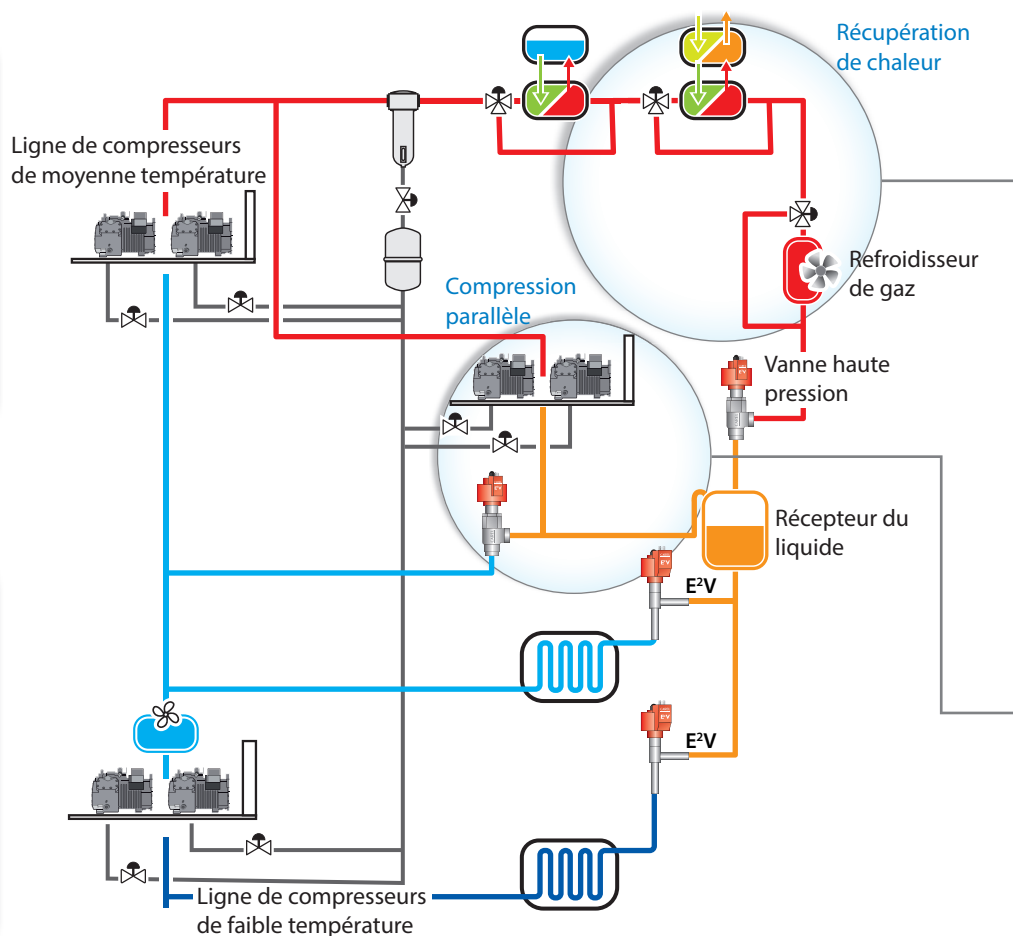 Récupération
de chaleur
Ligne de compresseurs
de moyenne température
Refroidisseur
de gaz
Compression
parallèle
Vanne haute
pression
Récepteur du
liquide
E²V
E²V
Ligne de compresseurs
de faible température